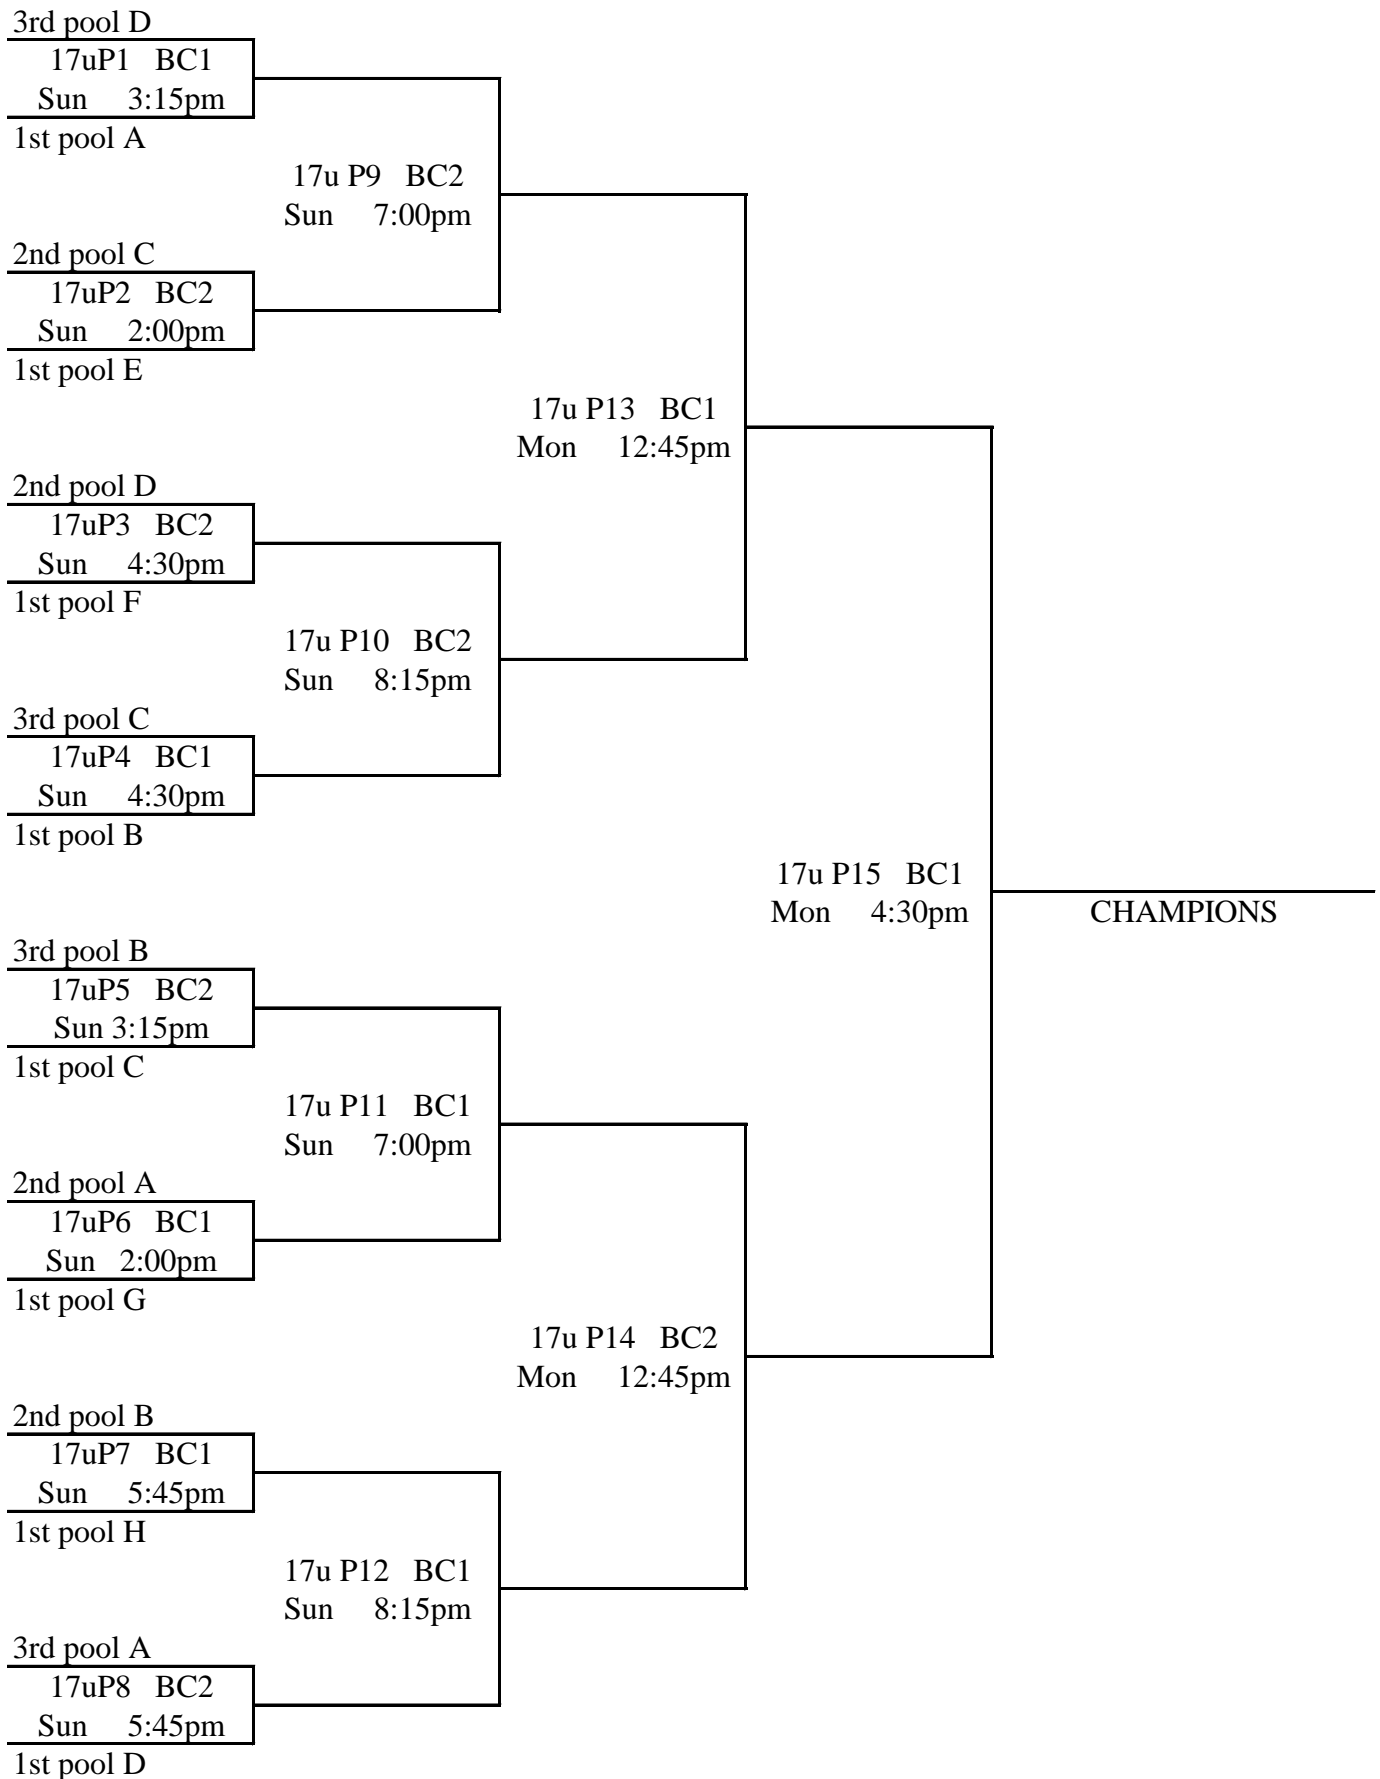 3rd pool D
17uP1 BC1
Sun 3:15pm
1st pool A
17u P9 BC2
Sun 7:00pm
2nd pool C
17uP2 BC2
Sun 2:00pm
1st pool E
17u P13 BC1
Mon 12:45pm
2nd pool D
17uP3 BC2
Sun 4:30pm
1st pool F
17u P10 BC2
Sun 8:15pm
3rd pool C
17uP4 BC1
Sun 4:30pm
1st pool B
17u P15 BC1
Mon 4:30pm
CHAMPIONS
3rd pool B
17uP5 BC2
Sun 3:15pm
1st pool C
17u P11 BC1
Sun 7:00pm
2nd pool A
17uP6 BC1
Sun 2:00pm
1st pool G
17u P14 BC2
Mon 12:45pm
2nd pool B
17uP7 BC1
Sun 5:45pm
1st pool H
17u P12 BC1
Sun 8:15pm
3rd pool A
17uP8 BC2
Sun 5:45pm
1st pool D